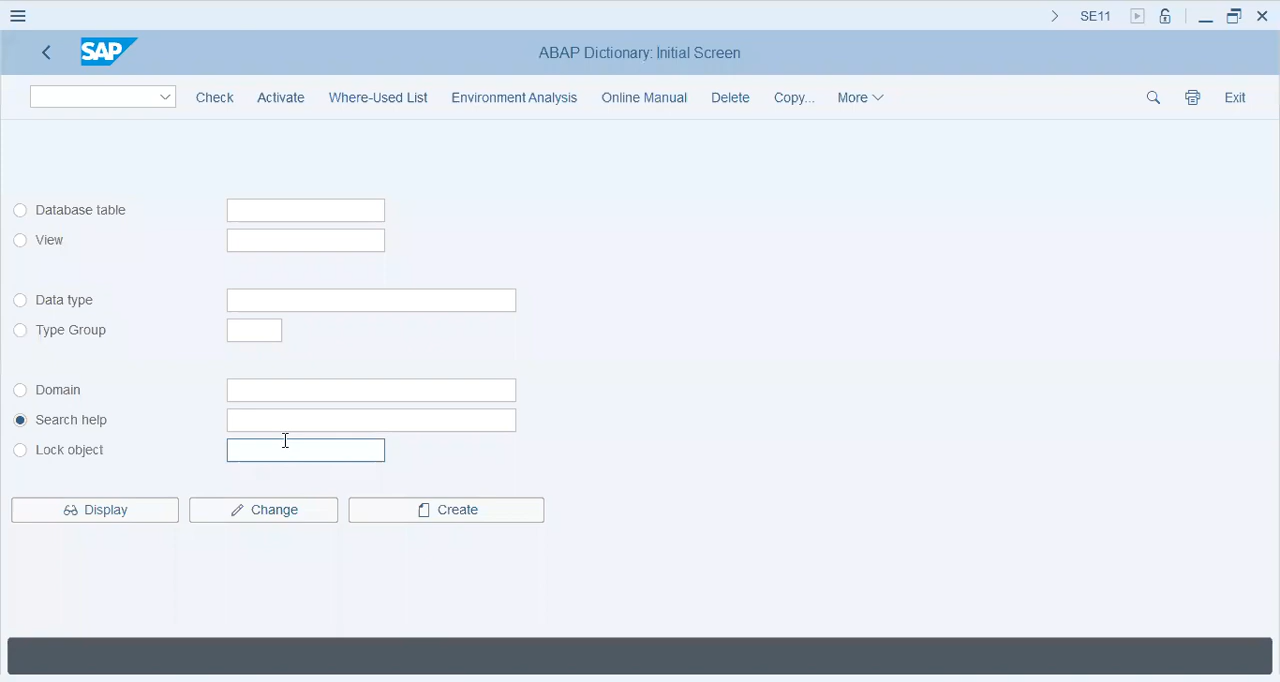 SE11
SAP
ABAP Dictionary: Initial Screen
Check Activate Where-Used List Environment Analysis Online Manual Delete Copy... More Exit
Database table
View
Data type
Type Group
Domain
Search help
Lock object
Display Change Create